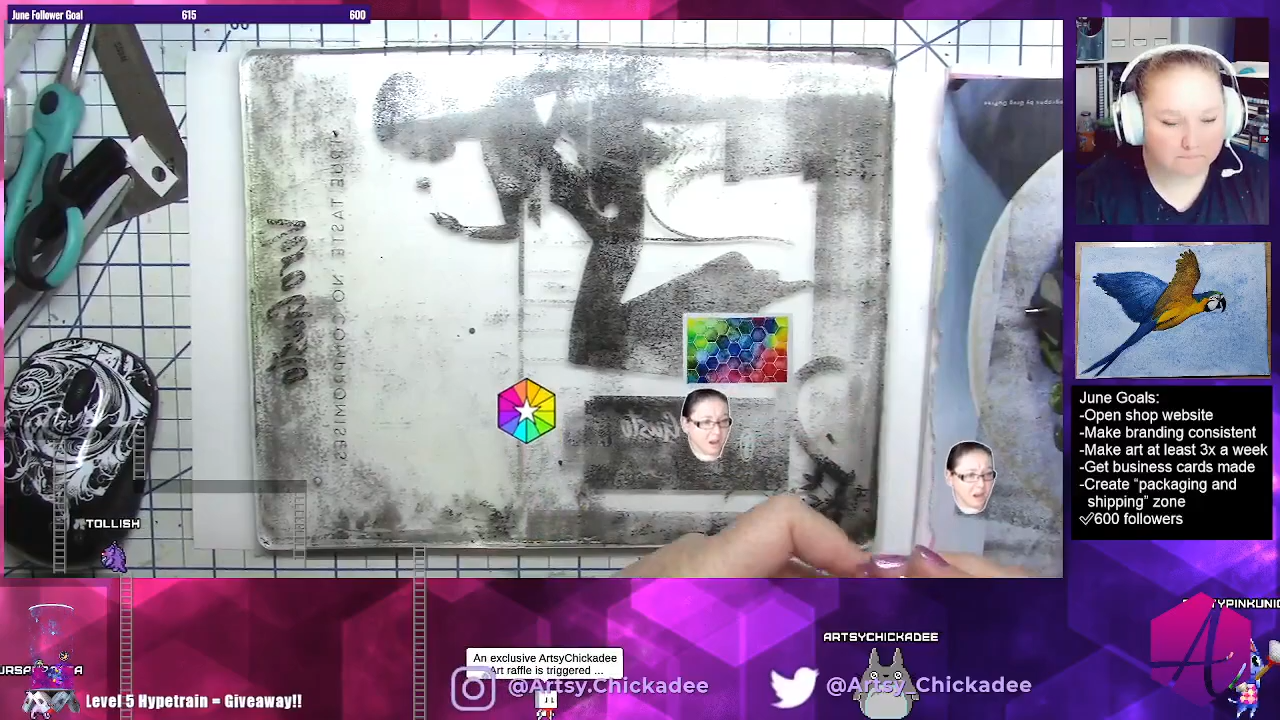 June Follower Goal 615 600
June Goals:
-Open shop website
-Make branding consistent
-Make art at least 3x a week
-Get business cards made
-Create "packaging and
shipping" zone
✓600 followers
TOLLISH
ARTSYCHICKADEE
An exclusive ArtsyChickadee
Art raffle is triggered ...
Level 5 Hypetrain = Giveaway!!
@Artsy.Chickadee
@Artsy_Chickadee
A